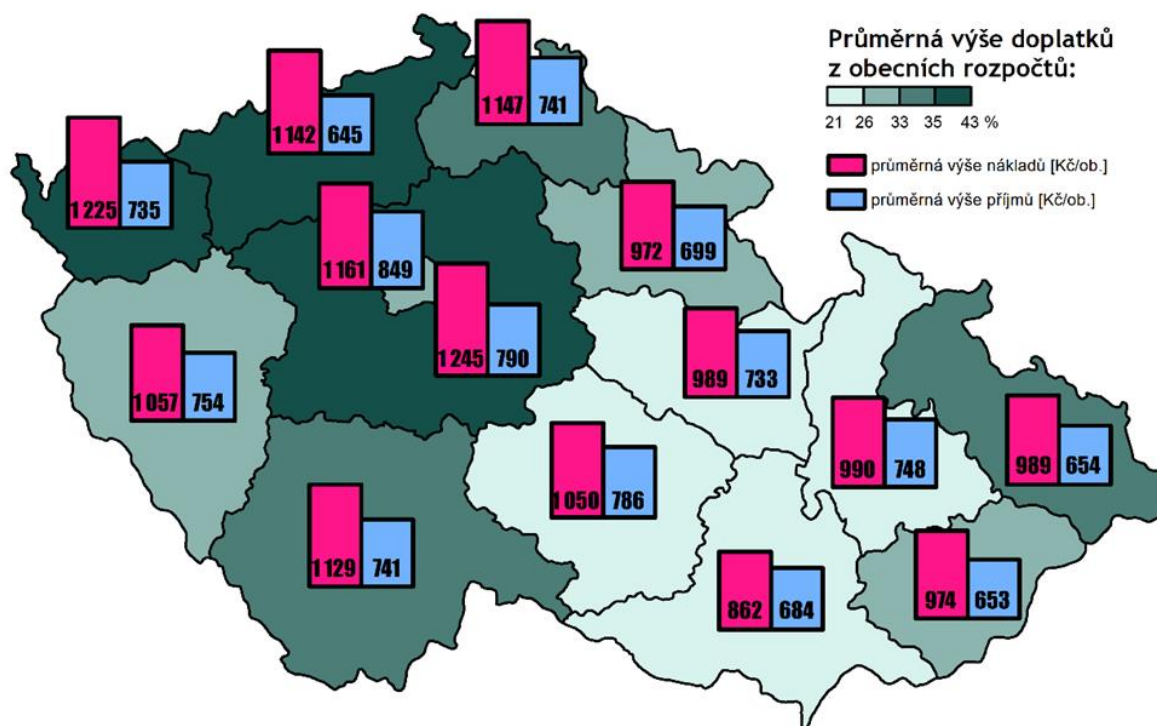 Průměrná výše doplatků
z obecních rozpočtů:
21 26 33 35 43 %
průměrná výše nákladů [Kč/ob.]
průměrná výše příjmů [Kč/ob.]
1 147 741
1 142 645
1 225 735
1 161 849
972 699
1 245 790
989 733
1 057 754
990 748
989 654
1 050 786
1 129 741
862 684
974 653